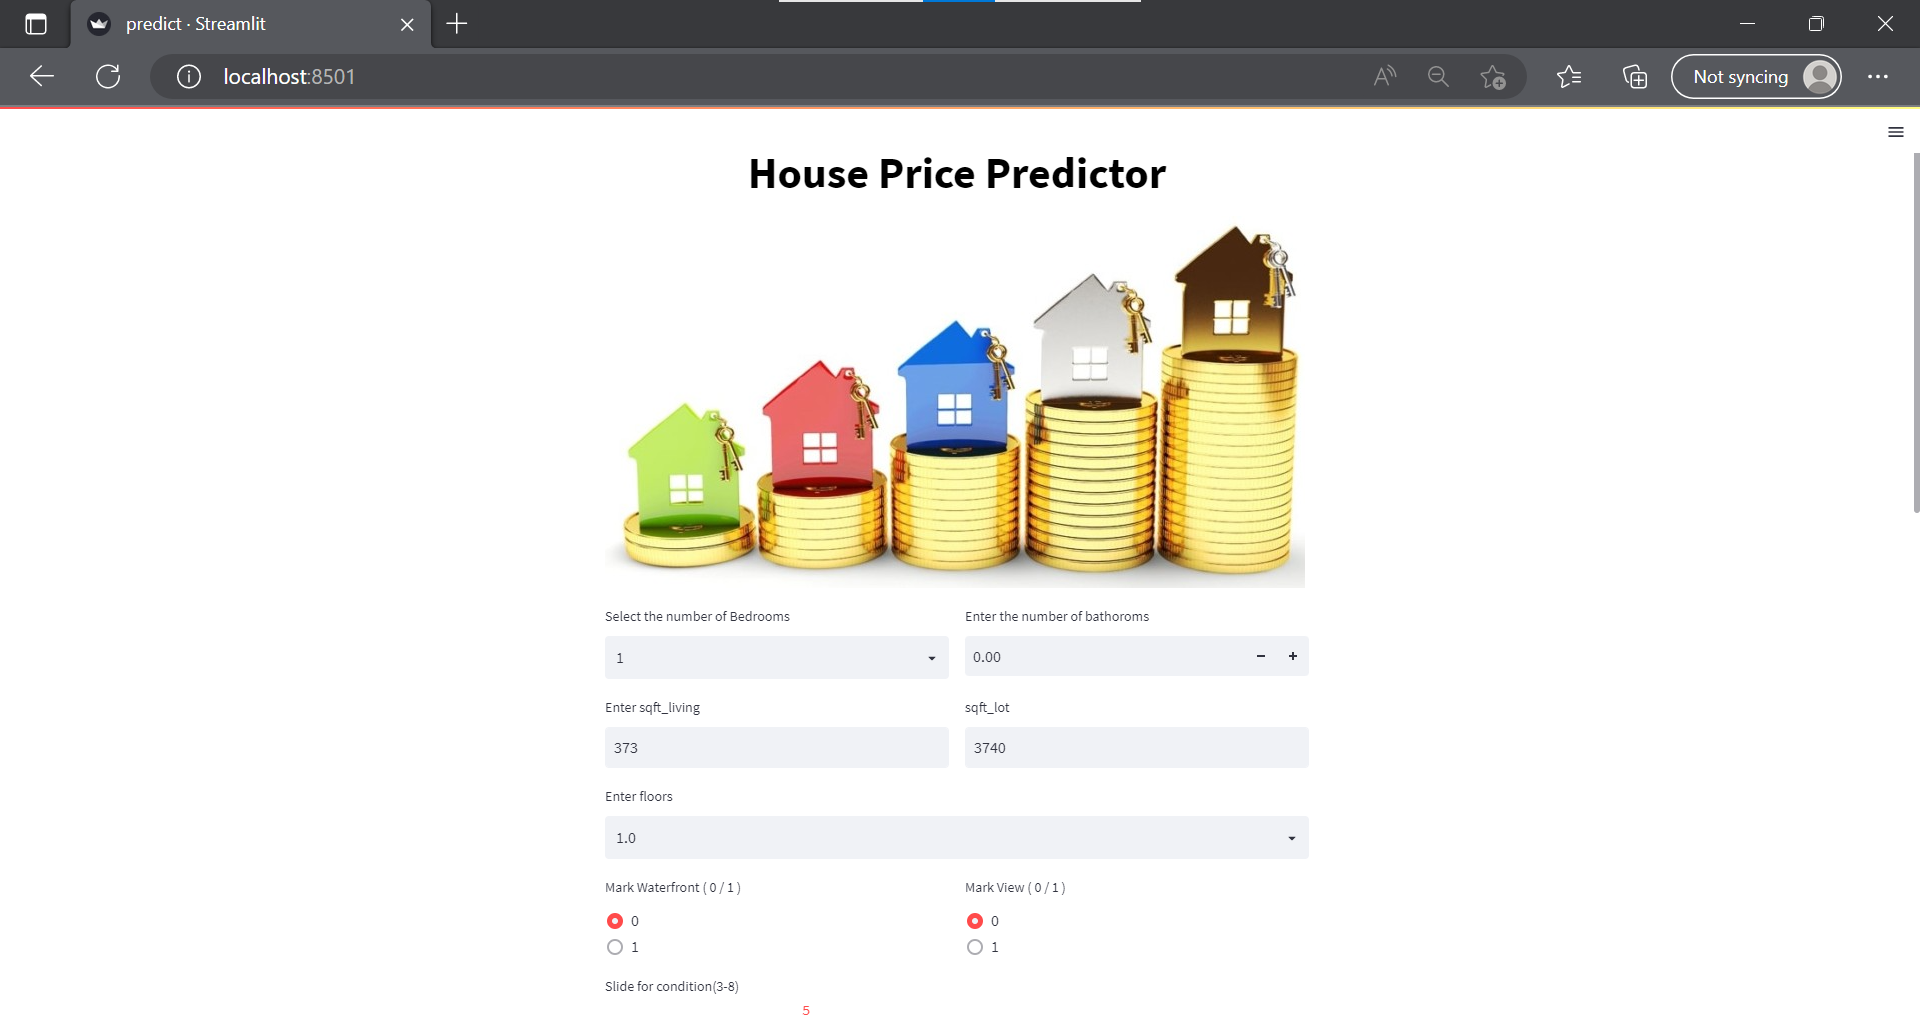 predict · Streamlit
localhost:8501
Not syncing
House Price Predictor
Select the number of Bedrooms
Enter the number of bathoroms
1
0.00
Enter sqft_living
sqft_lot
373
3740
Enter floors
1.0
Mark Waterfront ( 0 / 1 )
Mark View ( 0 / 1 )
0
0
1
1
Slide for condition(3-8)
5